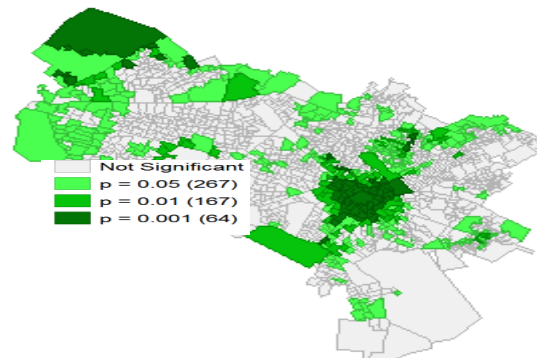 Not Significant
p = 0.05 (267)
p = 0.01 (167)
p = 0.001 (64)